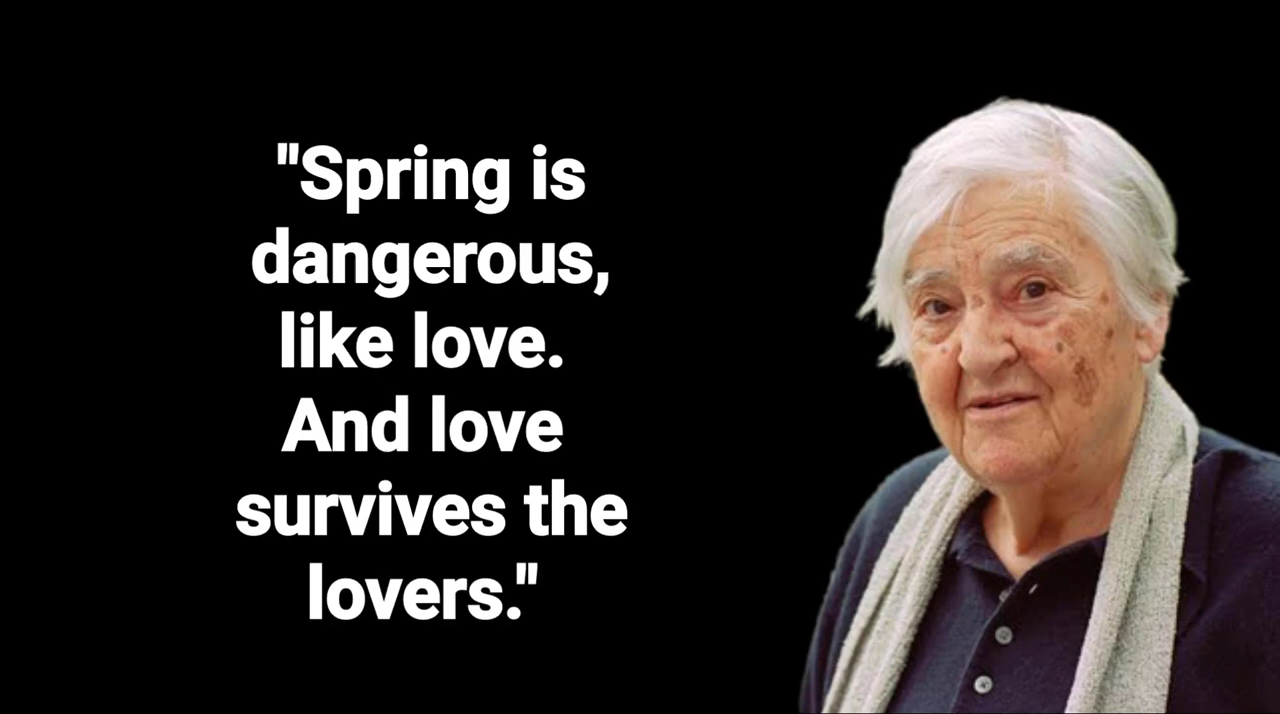 "Spring is
dangerous,
like love.
And love
survives the
lovers."